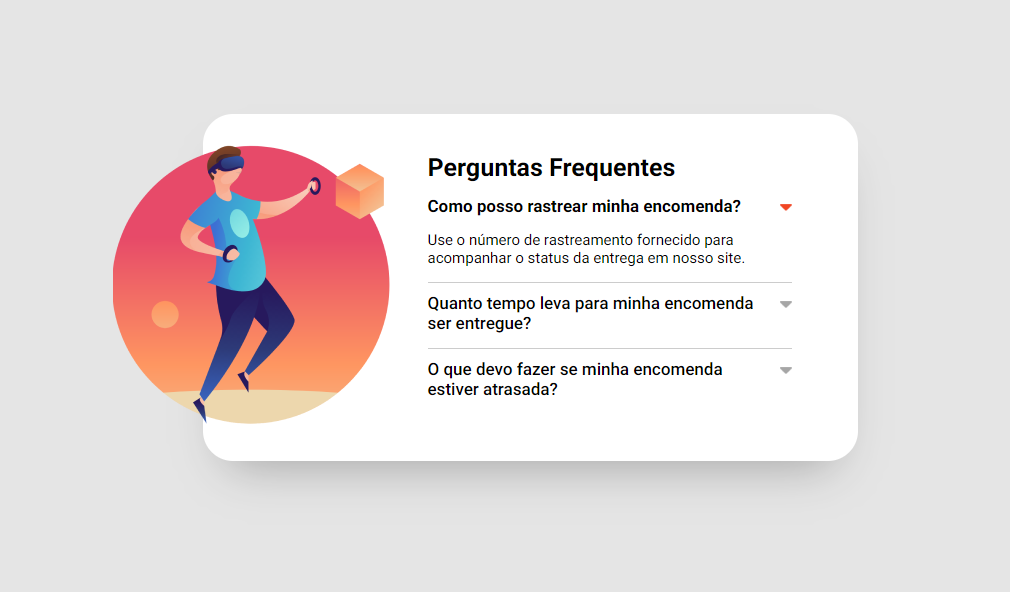 Perguntas Frequentes
Como posso rastrear minha encomenda?
Use o número de rastreamento fornecido para
acompanhar o status da entrega em nosso site.
Quanto tempo leva para minha encomenda
ser entregue?
O que devo fazer se minha encomenda
estiver atrasada?